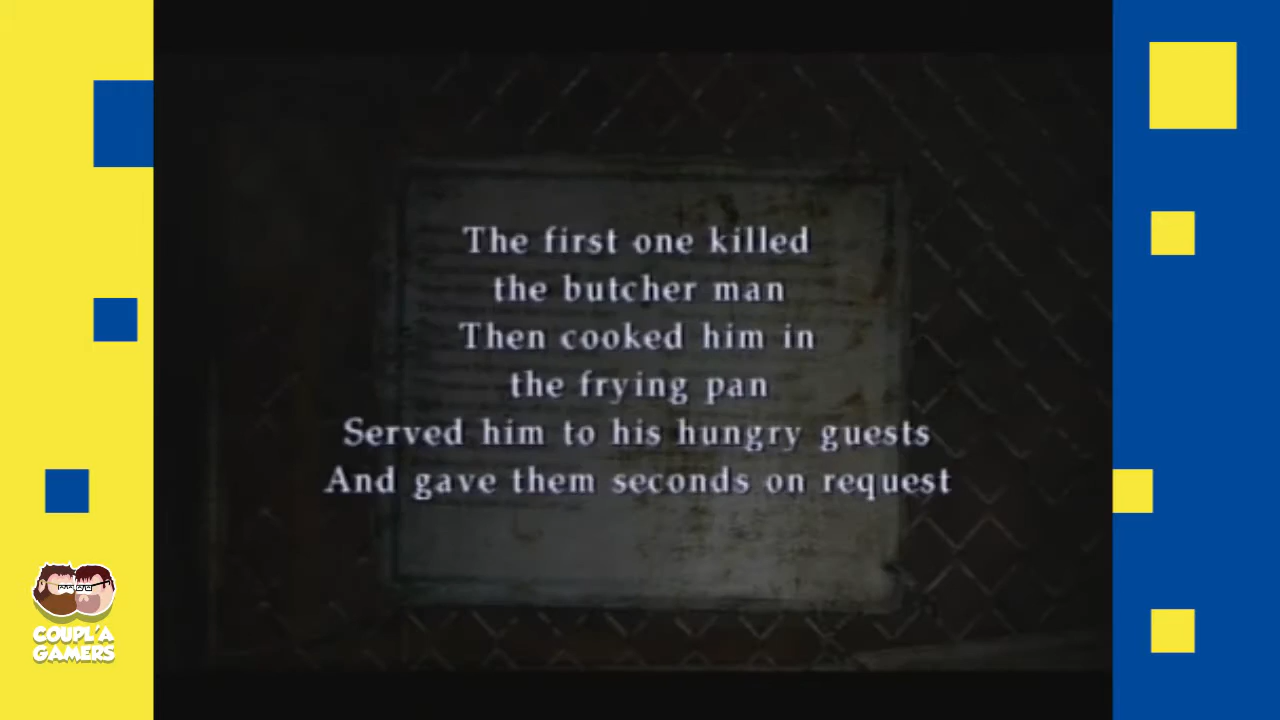 The first one killed
the butcher man
Then cooked him in
the frying pan
Served him to his hungry guests
And gave them seconds on request
COUPL'A
GAMERS